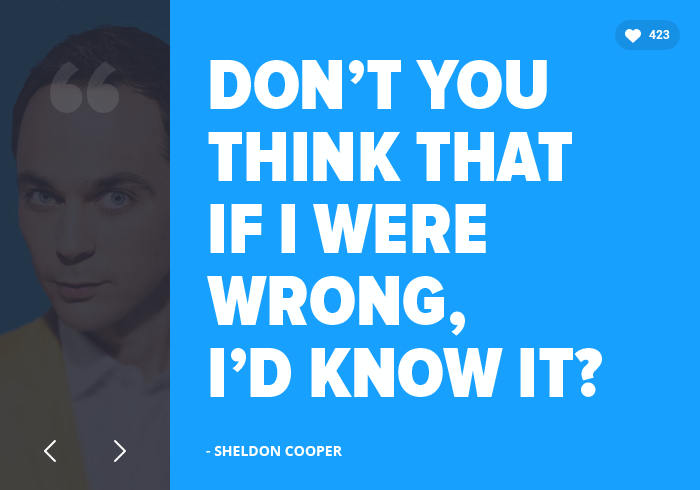 423
DON’T YOU
THINK THAT
IF I WERE
WRONG,
I’D KNOW IT?
- SHELDON COOPER